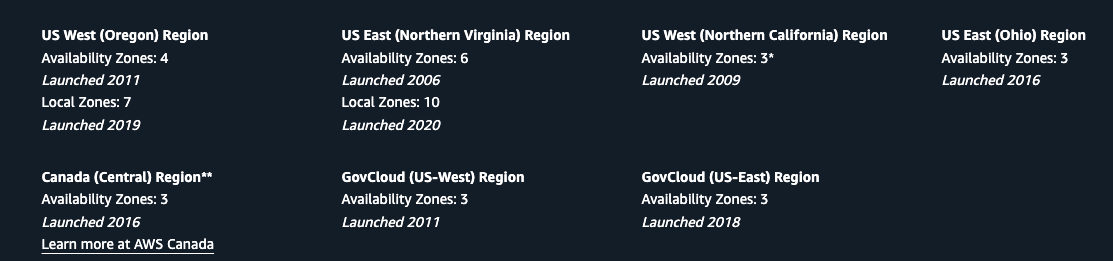 US West (Oregon) Region
Availability Zones: 4
Launched 2011
Local Zones: 7
Launched 2019
US East (Northern Virginia) Region
Availability Zones: 6
Launched 2006
Local Zones: 10
Launched 2020
US West (Northern California) Region
Availability Zones: 3*
Launched 2009
US East (Ohio) Region
Availability Zones: 3
Launched 2016
Canada (Central) Region**
Availability Zones: 3
Launched 2016
Learn more at AWS Canada
GovCloud (US-West) Region
Availability Zones: 3
Launched 2011
GovCloud (US-East) Region
Availability Zones: 3
Launched 2018